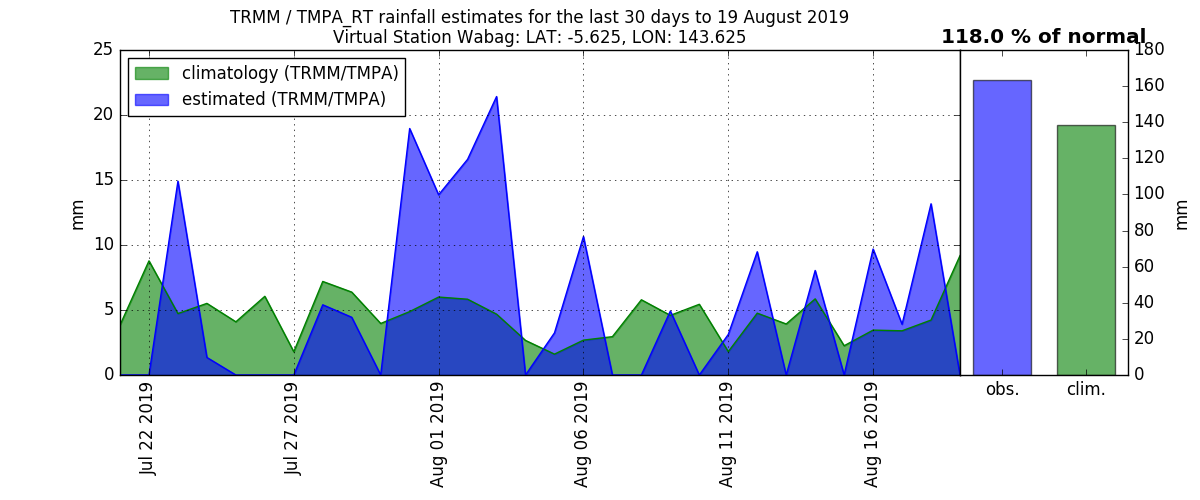 TRMM / TMPA_RT rainfall estimates for the last 30 days to 19 August 2019
Virtual Station Wabag: LAT: -5.625, LON: 143.625
118.0 % of normal
climatology (TRMM/TMPA)
estimated (TRMM/TMPA)
25
20
15
10
5
0
mm
Jul 22 2019
Jul 27 2019
Aug 01 2019
Aug 06 2019
Aug 11 2019
Aug 16 2019
180
160
140
120
100
80
60
40
20
0
mm
obs.
clim.